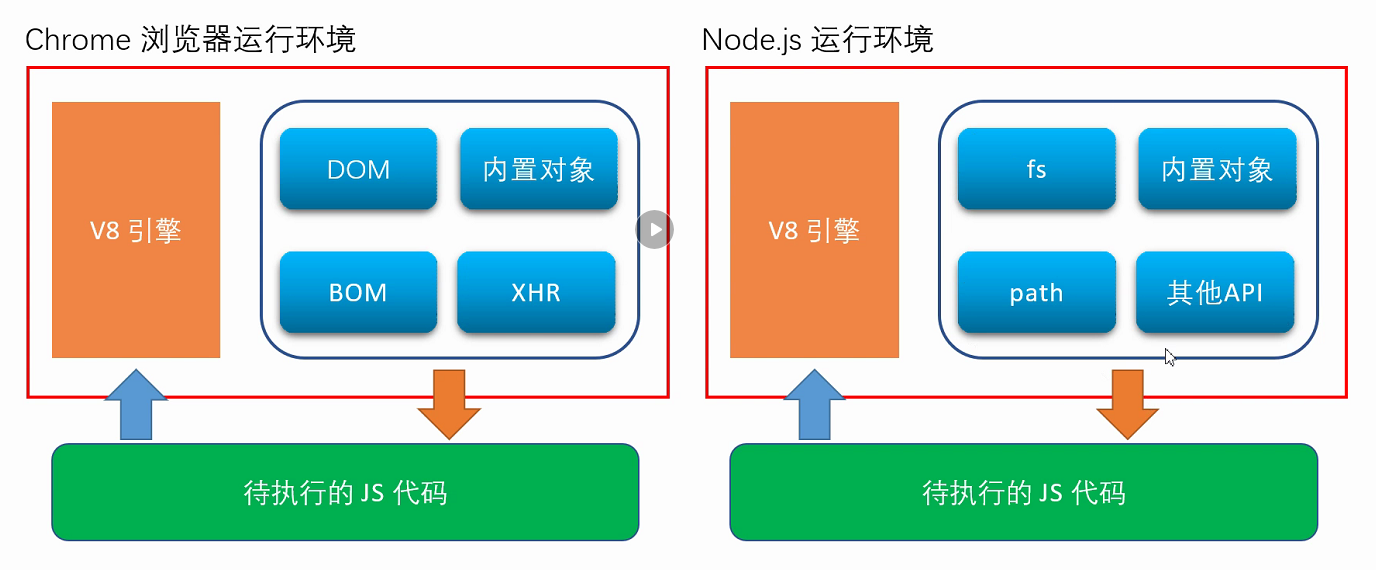 Chrome 浏览器运行环境
V8 引擎
DOM
内置对象
BOM
XHR
待执行的 JS 代码
Node.js 运行环境
V8 引擎
fs
内置对象
path
其他API
待执行的 JS 代码